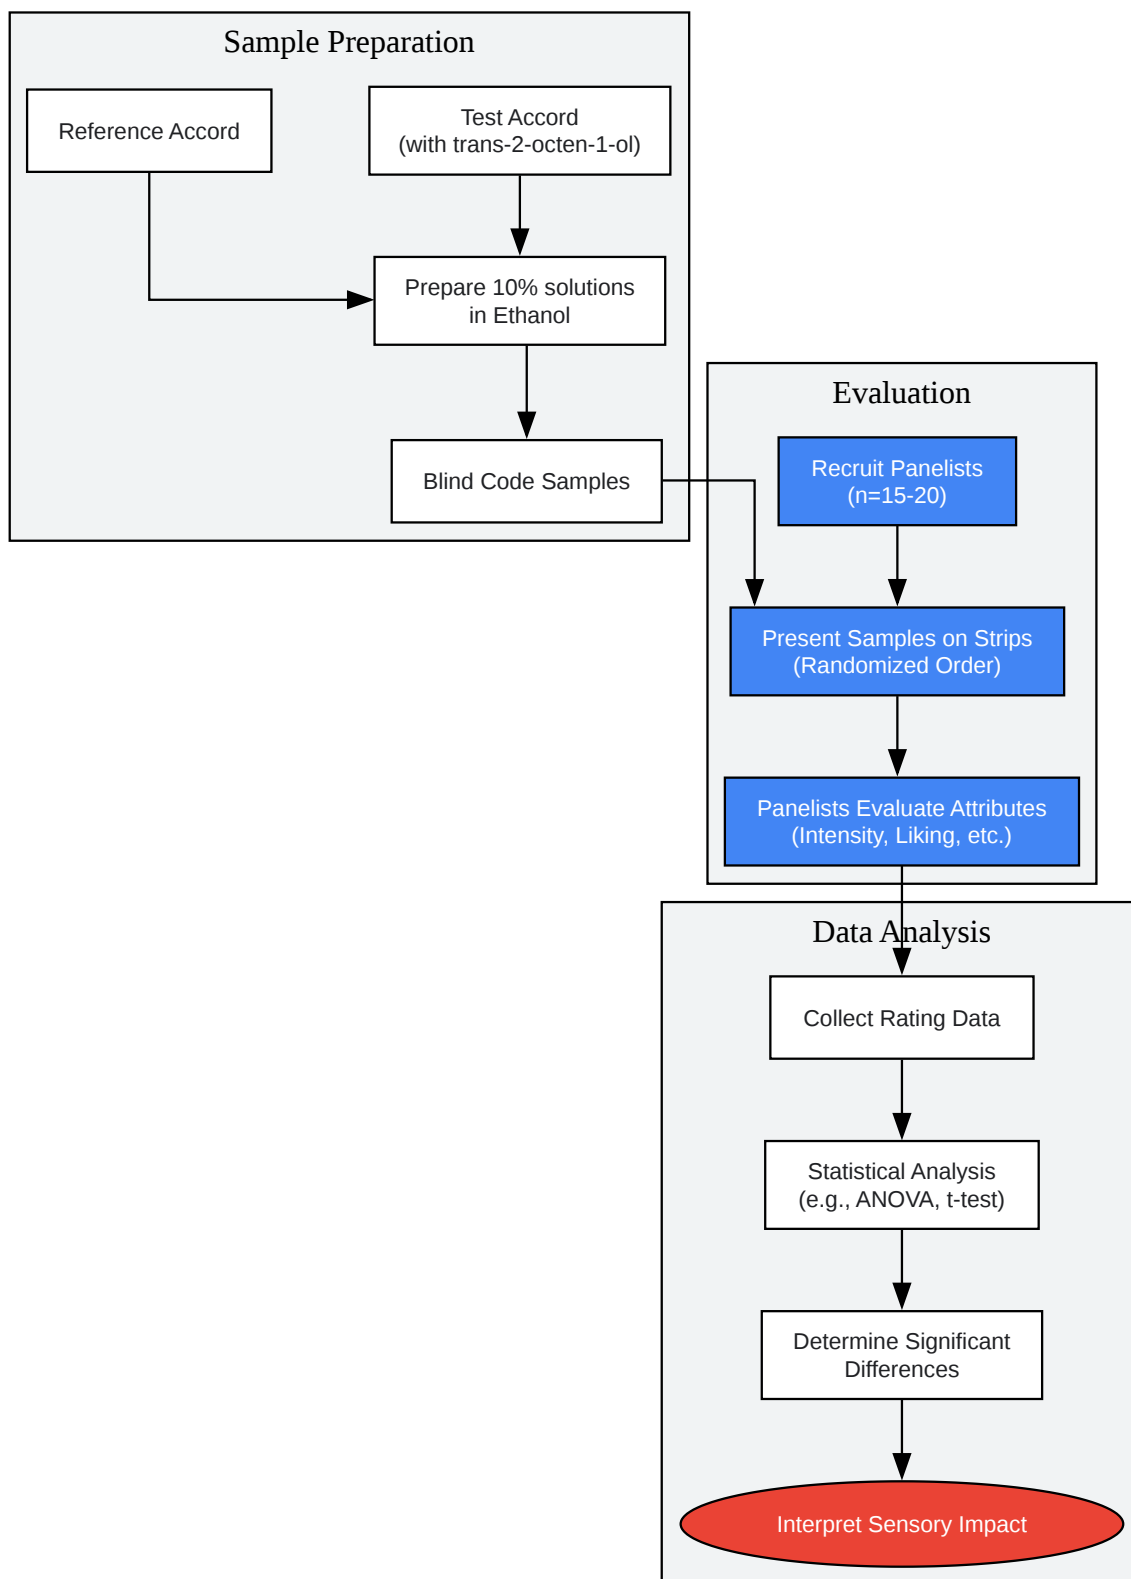 Sample Preparation
Reference Accord
Test Accord
(with trans-2-octen-1-ol)
Prepare 10% solutions
in Ethanol
Blind Code Samples
Evaluation
Recruit Panelists
(n=15-20)
Present Samples on Strips
(Randomized Order)
Panelists Evaluate Attributes
(Intensity, Liking, etc.)
Data Analysis
Collect Rating Data
Statistical Analysis
(e.g., ANOVA, t-test)
Determine Significant
Differences
Interpret Sensory Impact